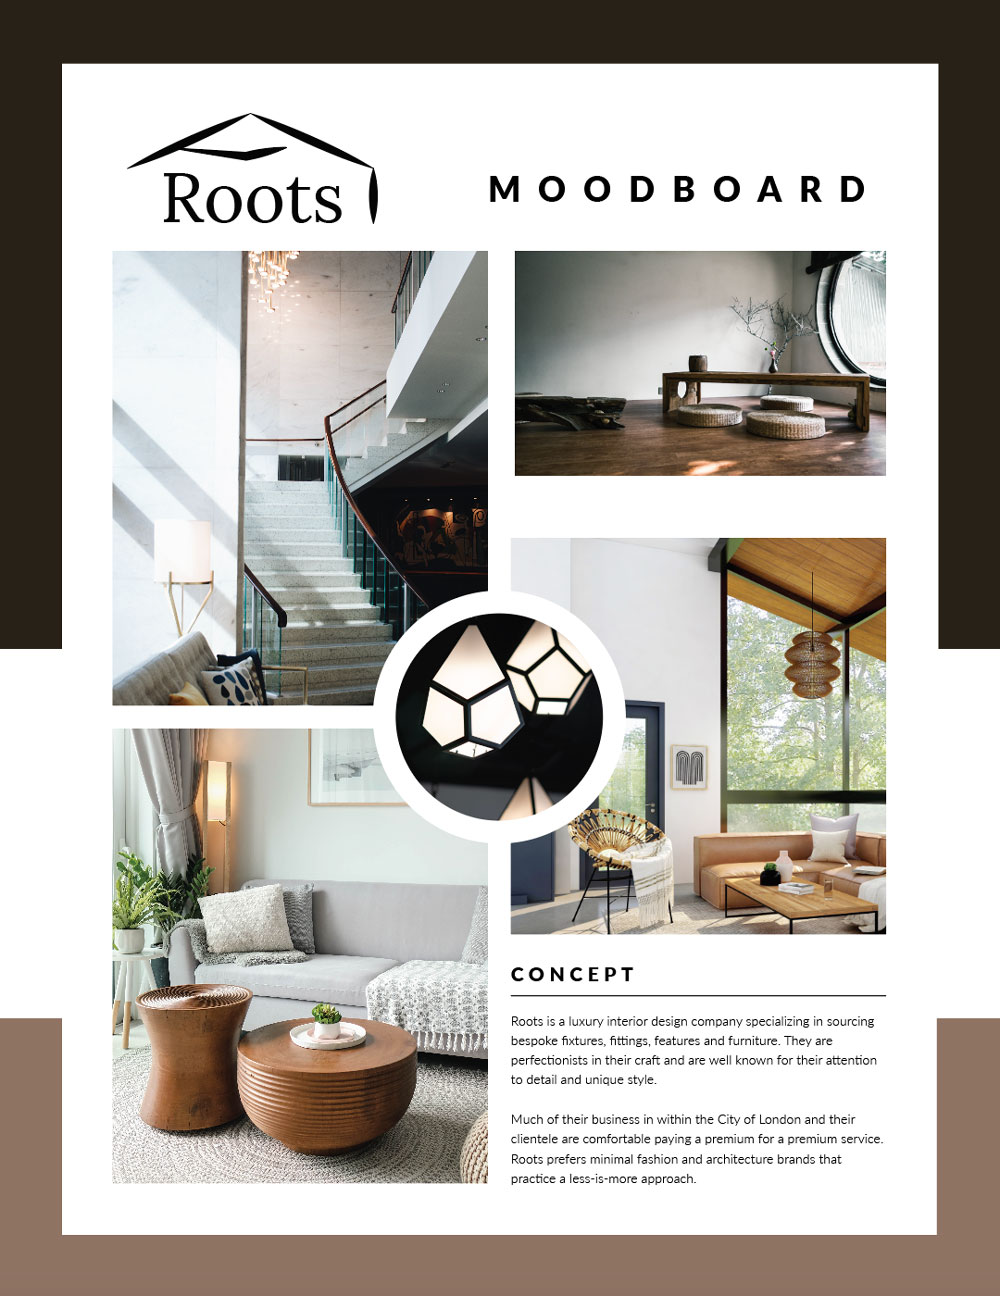 Roots
MOODBOARD
CONCEPT
Roots is a luxury interior design company specializing in sourcing
bespoke fixtures, fittings, features and furniture. They are
perfectionists in their craft and are well known for their attention
to detail and unique style.
Much of their business in within the City of London and their
clientele are comfortable paying a premium for a premium service.
Roots prefers minimal fashion and architecture brands that
practice a less-is-more approach.